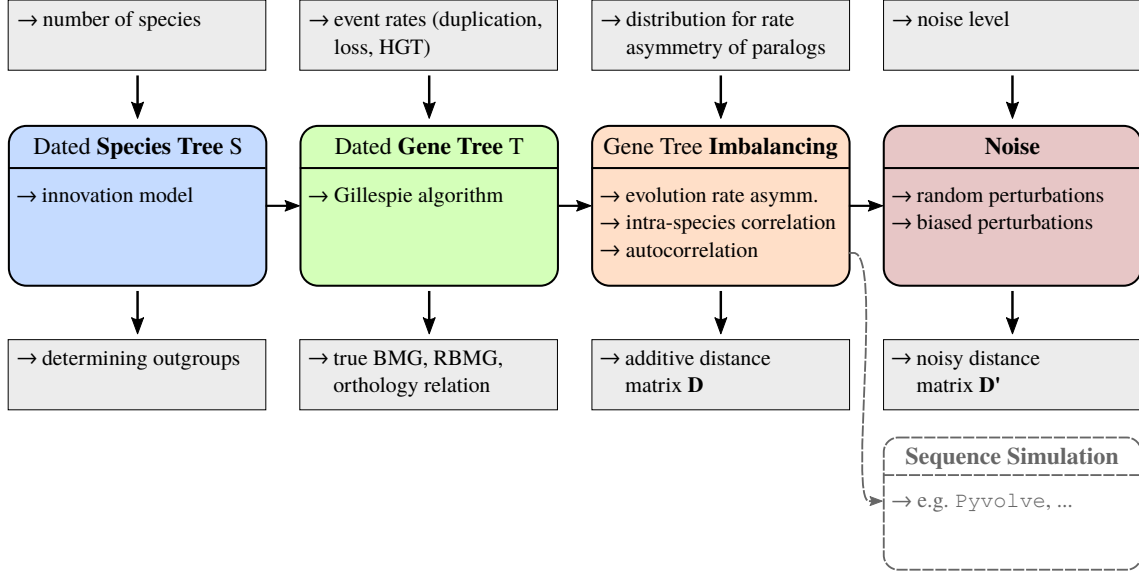 → number of species
→ event rates (duplication,
loss, HGT)
→ distribution for rate
asymmetry of paralogs
→ noise level
Dated Species Tree S
→ innovation model
Dated Gene Tree T
→ Gillespie algorithm
Gene Tree Imbalancing
→ evolution rate asymm.
→ intra-species correlation
→ autocorrelation
Noise
→ random perturbations
→ biased perturbations
→ determining outgroups
→ true BMG, RBMG,
orthology relation
→ additive distance
matrix D
→ noisy distance
matrix D'
Sequence Simulation
→ e.g. Pyvolve, ...